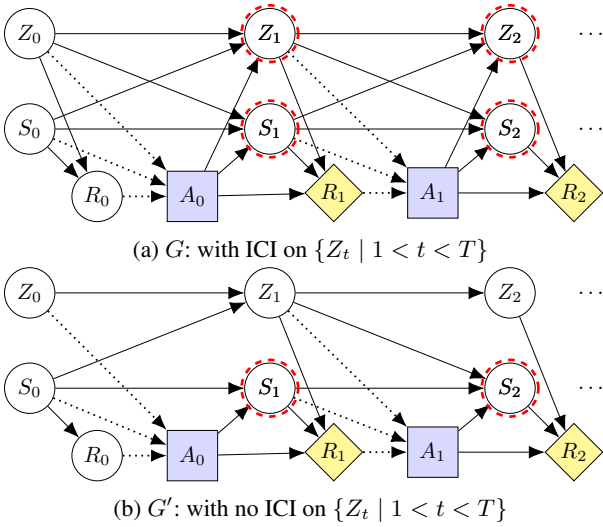 Z₀ Z₁ Z₂ ⋯
S₀ S₁ S₂ ⋯
R₀ A₀ R₁ A₁ R₂
(a) G: with ICI on {Zₜ | 1 < t < T}
Z₀ Z₁ Z₂ ⋯
S₀ S₁ S₂ ⋯
R₀ A₀ R₁ A₁ R₂
(b) G′: with no ICI on {Zₜ | 1 < t < T}